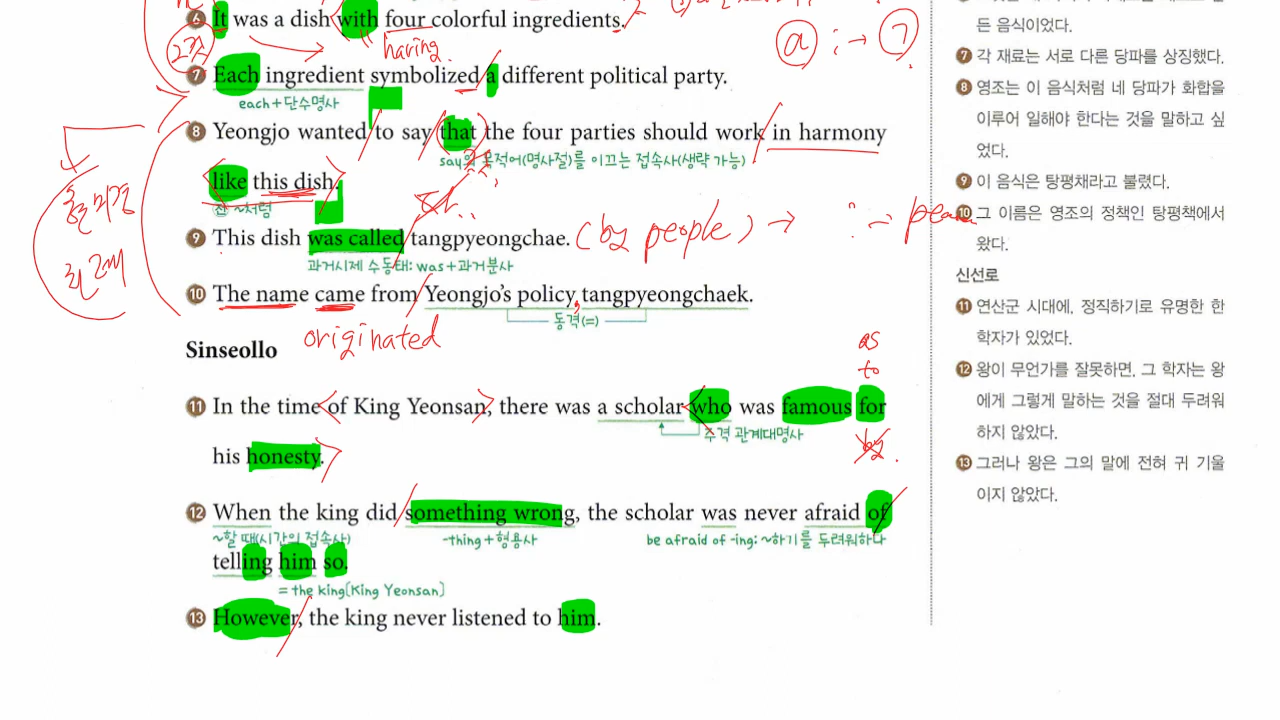 ⑥ It was a dish with four colorful ingredients.
having.
ⓐ : → ㉠
⑦ Each ingredient symbolized a different political party.
each+단수명사
⑧ Yeongjo wanted to say that the four parties should work in harmony
say의 목적어(명사절)를 이끄는 접속사(생략 가능)
like this dish.
전 ~처럼
⑨ This dish was called tangpyeongchae. (by people) →
과거시제 수동태: was+과거분사
⑩ The name came from Yeongjo's policy, tangpyeongchaek.
동격(=)
originated
Sinseollo
as
to
⑪ In the time of King Yeonsan, there was a scholar who was famous for
주격 관계대명사
by
his honesty.
⑫ When the king did something wrong, the scholar was never afraid of
~할 때(시간의 접속사)
-thing+형용사
be afraid of -ing: ~하기를 두려워하다
telling him so.
= the king(King Yeonsan)
⑬ However, the king never listened to him.
든 음식이었다.
⑦ 각 재료는 서로 다른 당파를 상징했다.
⑧ 영조는 이 음식처럼 네 당파가 화합을
이루어 일해야 한다는 것을 말하고 싶
었다.
⑨ 이 음식은 탕평채라고 불렸다.
⑩ 그 이름은 영조의 정책인 탕평책에서
왔다.
신선로
⑪ 연산군 시대에, 정직하기로 유명한 한
학자가 있었다.
⑫ 왕이 무언가를 잘못하면, 그 학자는 왕
에게 그렇게 말하는 것을 절대 두려워
하지 않았다.
⑬ 그러나 왕은 그의 말에 전혀 귀 기울
이지 않았다.